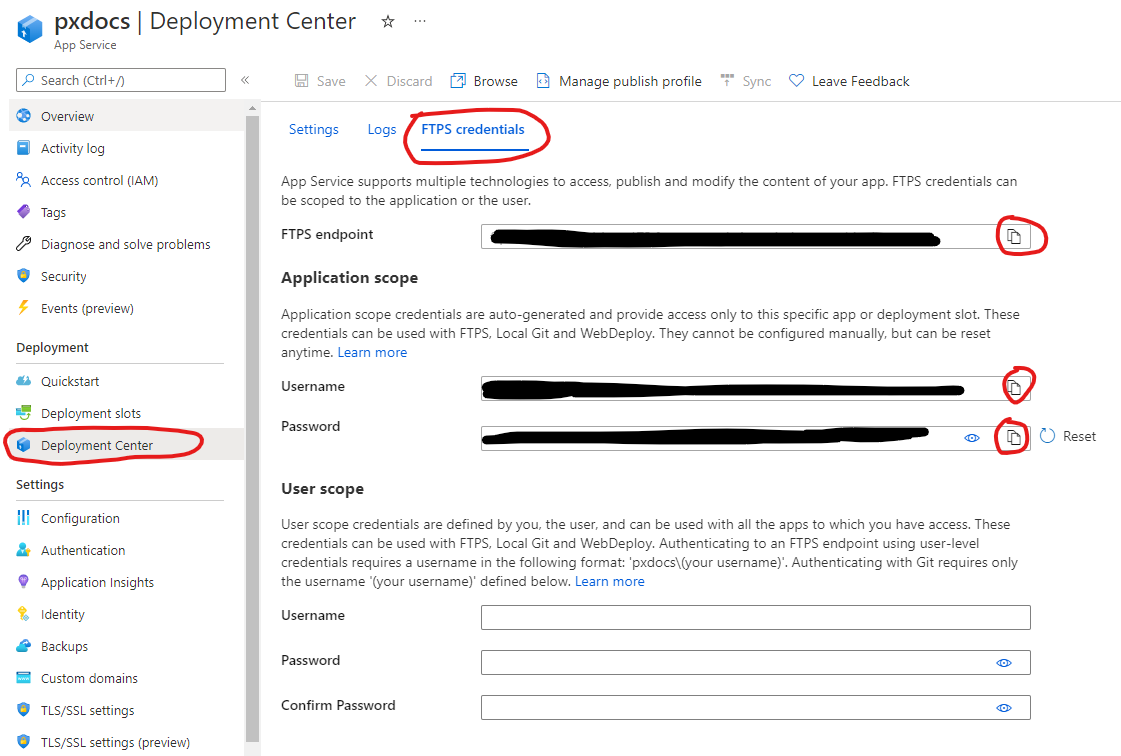 pxdocs | Deployment Center
App Service
Search (Ctrl+/)
Overview
Activity log
Access control (IAM)
Tags
Diagnose and solve problems
Security
Events (preview)
Deployment
Quickstart
Deployment slots
Deployment Center
Settings
Configuration
Authentication
Application Insights
Identity
Backups
Custom domains
TLS/SSL settings
TLS/SSL settings (preview)
Save Discard Browse Manage publish profile Sync Leave Feedback
Settings Logs FTPS credentials
App Service supports multiple technologies to access, publish and modify the content of your app. FTPS credentials can
be scoped to the application or the user.
FTPS endpoint
Application scope
Application scope credentials are auto-generated and provide access only to this specific app or deployment slot. These
credentials can be used with FTPS, Local Git and WebDeploy. They cannot be configured manually, but can be reset
anytime. Learn more
Username
Password
Reset
User scope
User scope credentials are defined by you, the user, and can be used with all the apps to which you have access. These
credentials can be used with FTPS, Local Git and WebDeploy. Authenticating to an FTPS endpoint using user-level
credentials requires a username in the following format: 'pxdocs\(your username)'. Authenticating with Git requires only
the username '(your username)' defined below. Learn more
Username
Password
Confirm Password